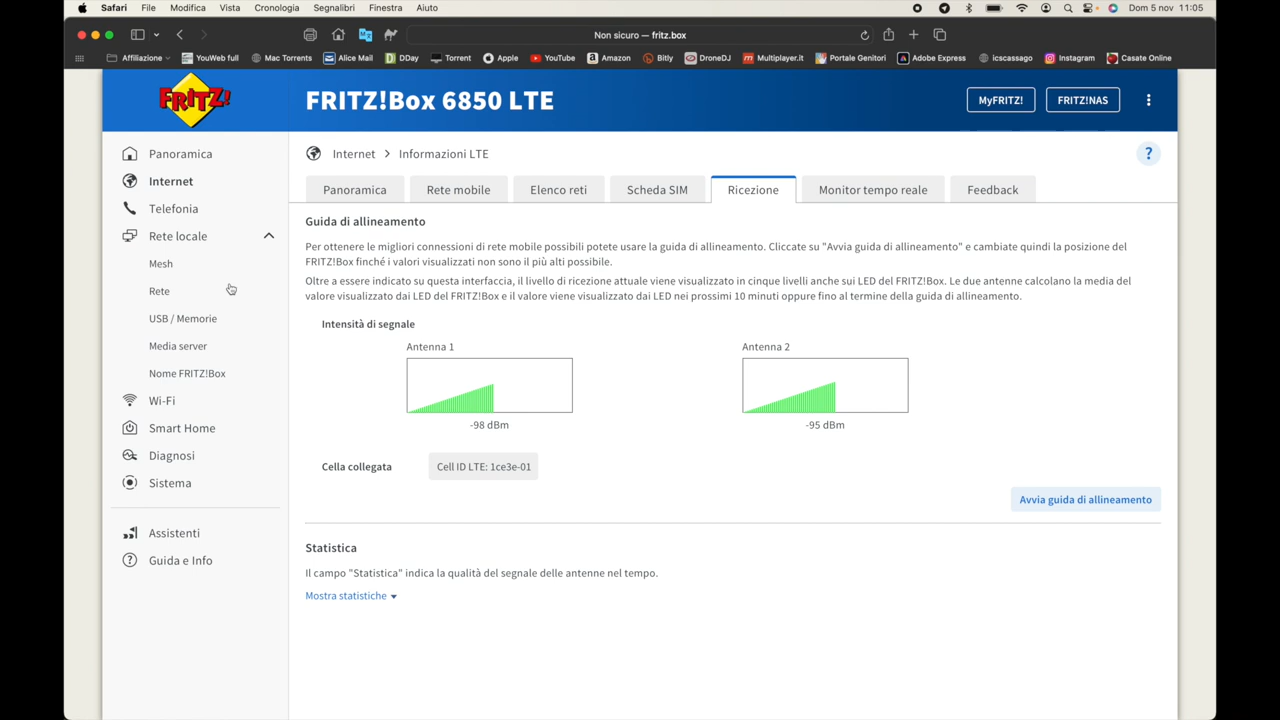 Safari File Modifica Vista Cronologia Segnalibri Finestra Aiuto Dom 5 nov 11:05
Non sicuro — fritz.box
Affiliazione YouWeb full Mac Torrents Alice Mail DDay Torrent Apple YouTube Amazon Bitly DroneDJ Multiplayer.it Portale Genitori Adobe Express icscassago Instagram Casate Online
FRITZ!
FRITZ!Box 6850 LTE
MyFRITZ!
FRITZ!NAS
Panoramica
Internet
Telefonia
Rete locale
Mesh
Rete
USB / Memorie
Media server
Nome FRITZ!Box
Wi-Fi
Smart Home
Diagnosi
Sistema
Assistenti
Guida e Info
Internet > Informazioni LTE
?
Panoramica Rete mobile Elenco reti Scheda SIM Ricezione Monitor tempo reale Feedback
Guida di allineamento
Per ottenere le migliori connessioni di rete mobile possibili potete usare la guida di allineamento. Cliccate su "Avvia guida di allineamento" e cambiate quindi la posizione del
FRITZ!Box finché i valori visualizzati non sono il più alti possibile.
Oltre a essere indicato su questa interfaccia, il livello di ricezione attuale viene visualizzato in cinque livelli anche sui LED del FRITZ!Box. Le due antenne calcolano la media del
valore visualizzato dai LED del FRITZ!Box e il valore viene visualizzato dai LED nei prossimi 10 minuti oppure fino al termine della guida di allineamento.
Intensità di segnale
Antenna 1
-98 dBm
Antenna 2
-95 dBm
Cella collegata
Cell ID LTE: 1ce3e-01
Avvia guida di allineamento
Statistica
Il campo "Statistica" indica la qualità del segnale delle antenne nel tempo.
Mostra statistiche